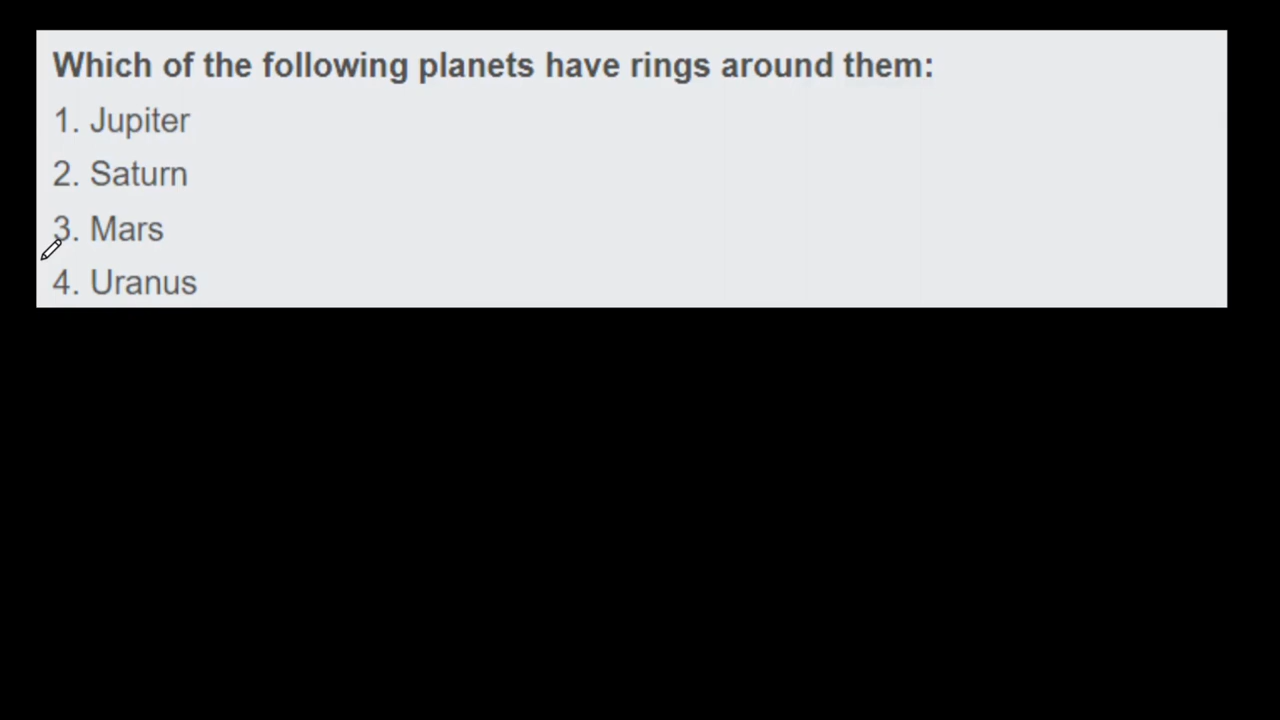 Which of the following planets have rings around them:
1. Jupiter
2. Saturn
3. Mars
4. Uranus